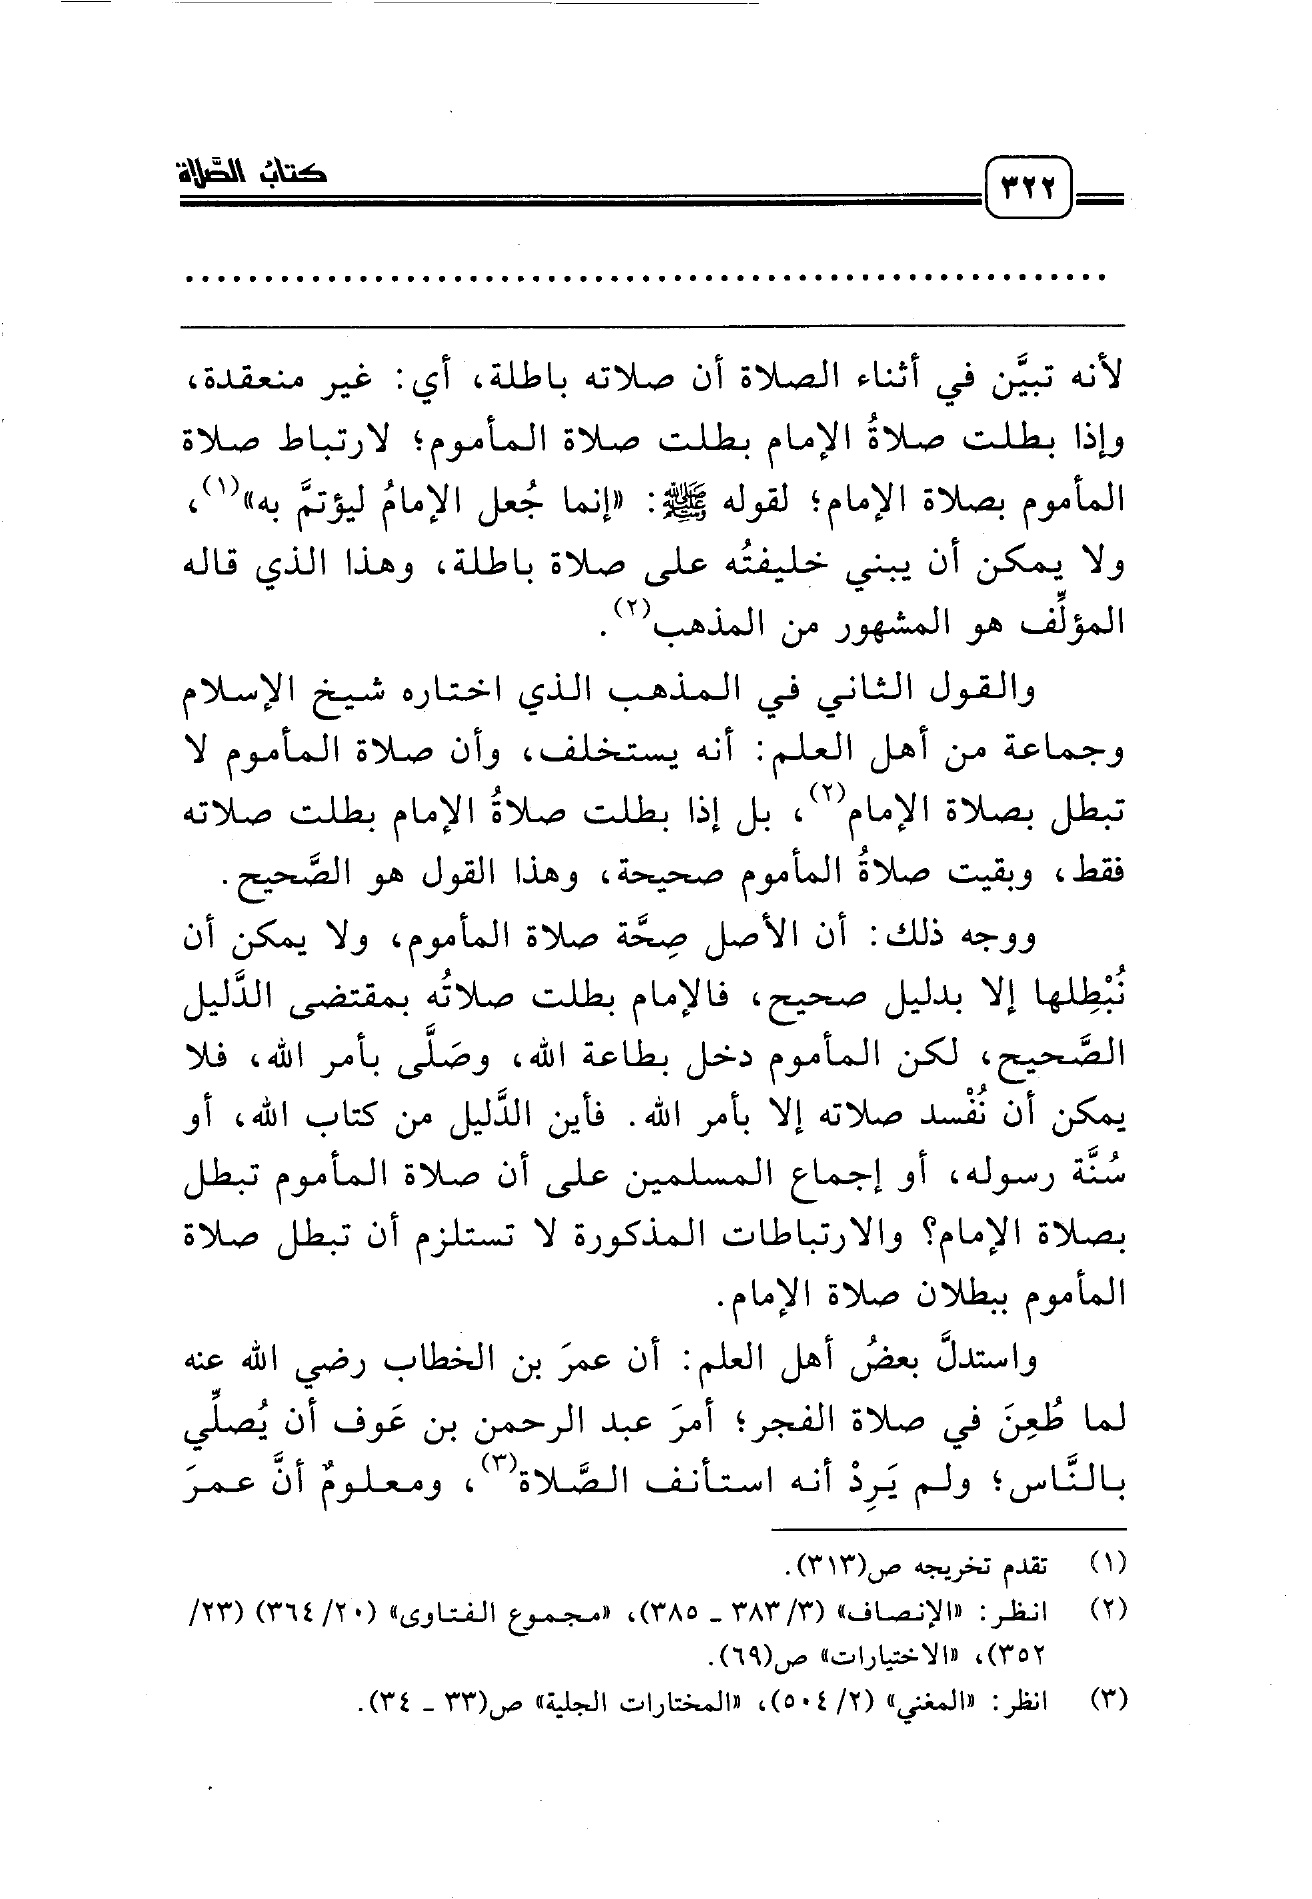 ٣٢٢ كتابُ الصَّلاة
..........................................................
لأنه تبيَّن في أثناء الصلاة أن صلاته باطلة، أي: غير منعقدة،
وإذا بطلت صلاةُ الإمام بطلت صلاة المأموم؛ لارتباط صلاة
المأموم بصلاة الإمام؛ لقوله ﷺ: «إنما جُعل الإمامُ ليؤتمَّ به»(١)،
ولا يمكن أن يبني خليفتُه على صلاة باطلة، وهذا الذي قاله
المؤلِّف هو المشهور من المذهب(٢).
والقول الثاني في المذهب الذي اختاره شيخ الإسلام
وجماعة من أهل العلم: أنه يستخلف، وأن صلاة المأموم لا
تبطل بصلاة الإمام(٢)، بل إذا بطلت صلاةُ الإمام بطلت صلاته
فقط، وبقيت صلاةُ المأموم صحيحة، وهذا القول هو الصَّحيح.
ووجه ذلك: أن الأصل صِحَّة صلاة المأموم، ولا يمكن أن
نُبْطِلها إلا بدليل صحيح، فالإمام بطلت صلاتُه بمقتضى الدَّليل
الصَّحيح، لكن المأموم دخل بطاعة الله، وصَلَّى بأمر الله، فلا
يمكن أن نُفْسد صلاته إلا بأمر الله. فأين الدَّليل من كتاب الله، أو
سُنَّة رسوله، أو إجماع المسلمين على أن صلاة المأموم تبطل
بصلاة الإمام؟ والارتباطات المذكورة لا تستلزم أن تبطل صلاة
المأموم ببطلان صلاة الإمام.
واستدلَّ بعضُ أهل العلم: أن عمرَ بن الخطاب رضي الله عنه
لما طُعِنَ في صلاة الفجر؛ أمرَ عبد الرحمن بن عَوف أن يُصلِّي
بالنَّاس؛ ولم يَرِدْ أنه استأنف الصَّلاة(٣)، ومعلومٌ أنَّ عمرَ
(١) تقدم تخريجه ص(٣١٣).
(٢) انظر: «الإنصاف» (٣/ ٣٨٣ ـ ٣٨٥)، «مجموع الفتاوى» (٢٠/ ٣٦٤) (٢٣/
٣٥٢)، «الاختيارات» ص(٦٩).
(٣) انظر: «المغني» (٢/ ٥٠٤)، «المختارات الجلية» ص(٣٣ ـ ٣٤).